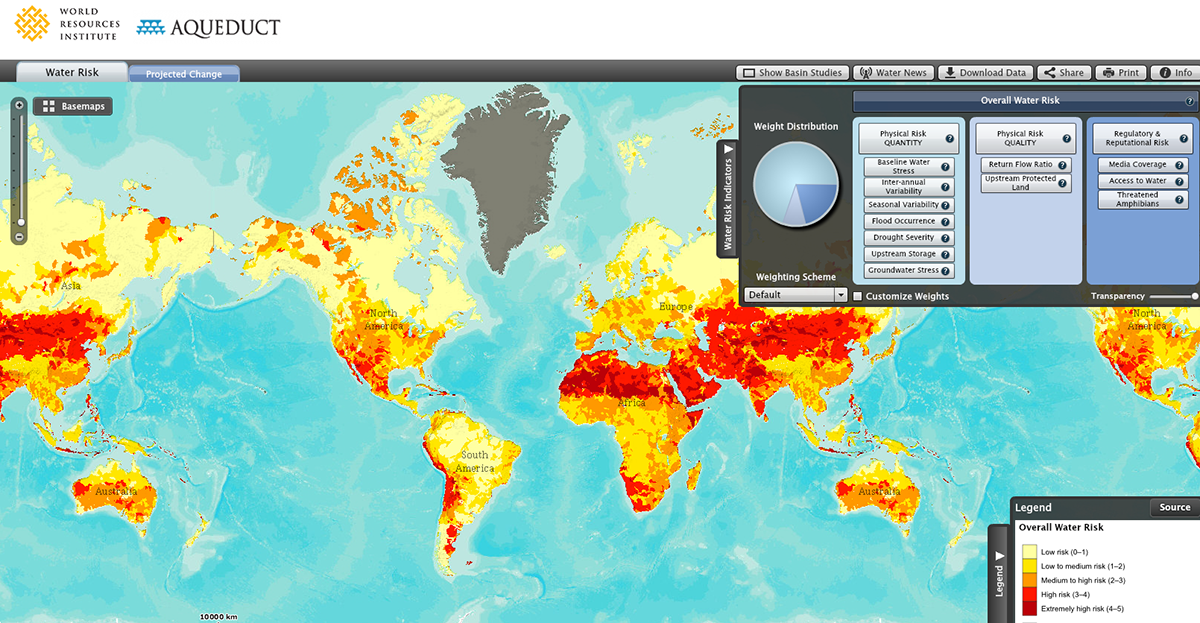 WORLD
RESOURCES
INSTITUTE
AQUEDUCT
Water Risk
Projected Change
Show Basin Studies
Water News
Download Data
Share
Print
Info
Basemaps
Water Risk Indicators
Weight Distribution
Weighting Scheme
Default
Customize Weights
Transparency
Overall Water Risk
Physical Risk
QUANTITY
Baseline Water
Stress
Inter-annual
Variability
Seasonal Variability
Flood Occurrence
Drought Severity
Upstream Storage
Groundwater Stress
Physical Risk
QUALITY
Return Flow Ratio
Upstream Protected
Land
Regulatory &
Reputational Risk
Media Coverage
Access to Water
Threatened
Amphibians
Asia
North
America
Europe
North
America
Africa
South
America
Australia
Australia
10000 km
Legend
Legend
Source
Overall Water Risk
Low risk (0–1)
Low to medium risk (1–2)
Medium to high risk (2–3)
High risk (3–4)
Extremely high risk (4–5)